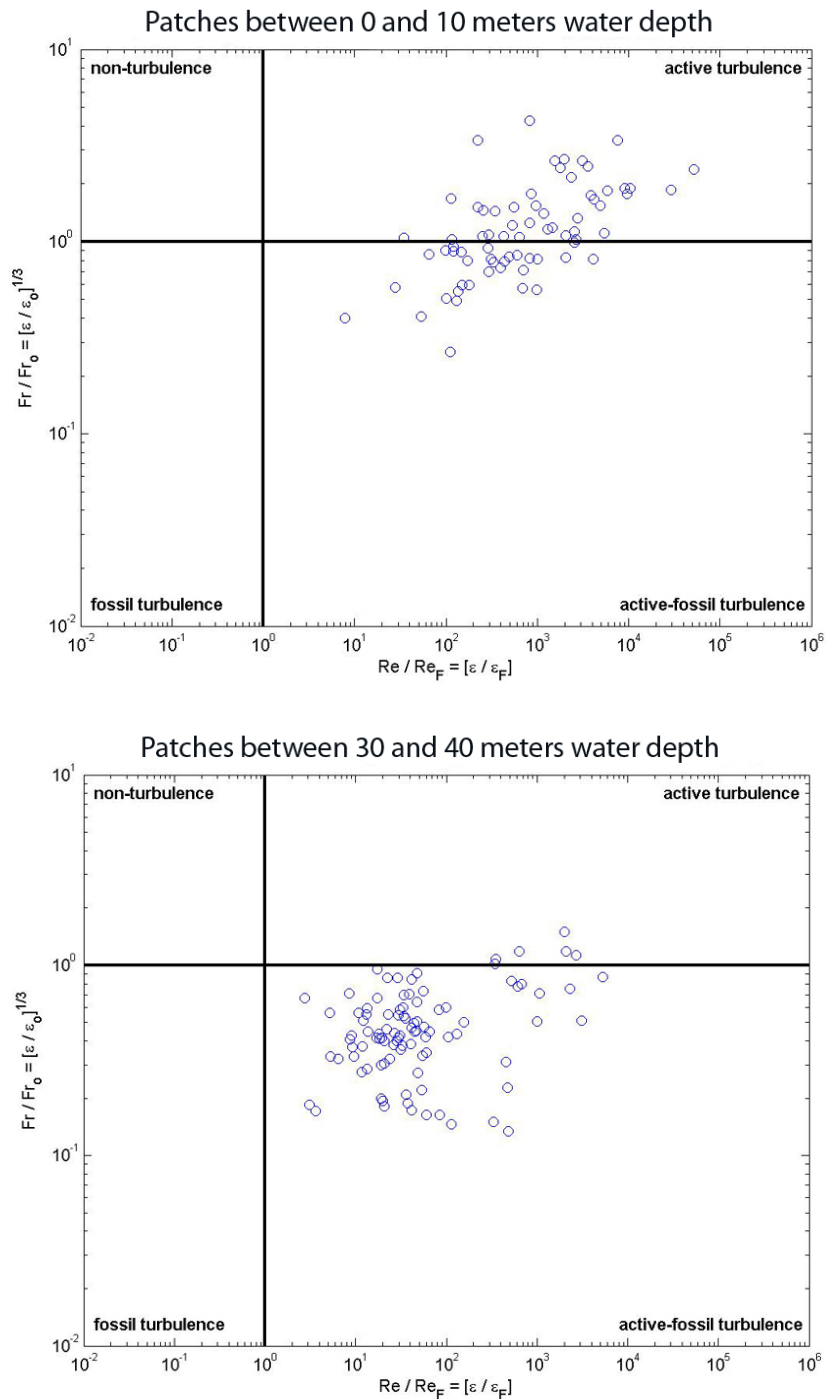 Patches between 0 and 10 meters water depth
10^1
non-turbulence
active turbulence
10^0
Fr / Fr_o = [ε / ε_o]^1/3
10^-1
fossil turbulence
active-fossil turbulence
10^-2
10^-2 10^-1 10^0 10^1 10^2 10^3 10^4 10^5 10^6
Re / Re_F = [ε / ε_F]
Patches between 30 and 40 meters water depth
10^1
non-turbulence
active turbulence
10^0
Fr / Fr_o = [ε / ε_o]^1/3
10^-1
fossil turbulence
active-fossil turbulence
10^-2
10^-2 10^-1 10^0 10^1 10^2 10^3 10^4 10^5 10^6
Re / Re_F = [ε / ε_F]